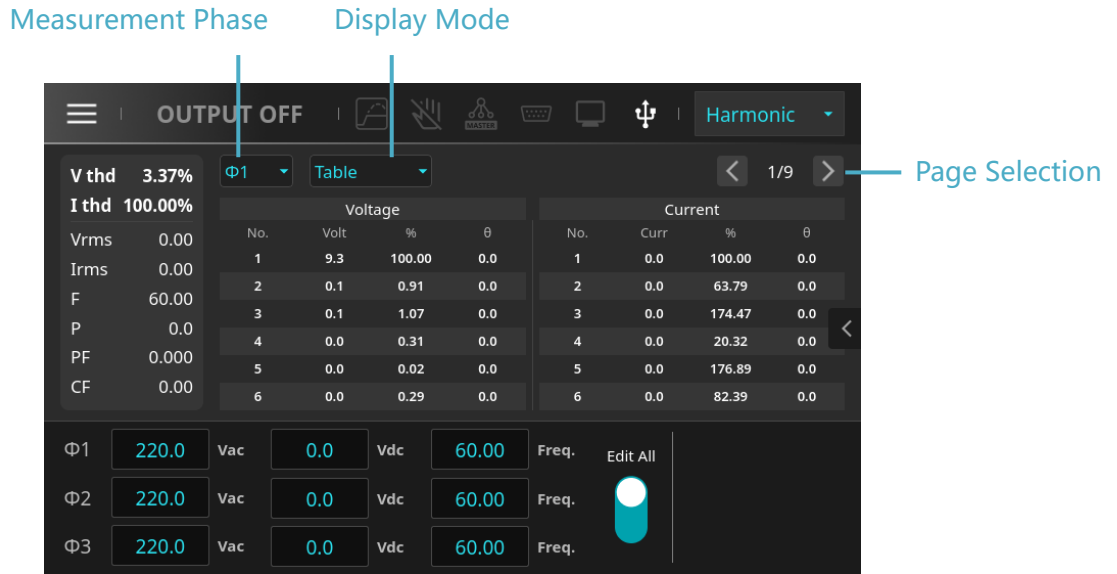 Measurement Phase Display Mode
OUTPUT OFF MASTER Harmonic
V thd 3.37% Φ1 Table 1/9 Page Selection
I thd 100.00% Voltage Current
Vrms 0.00 No. Volt % θ No. Curr % θ
1 9.3 100.00 0.0 1 0.0 100.00 0.0
Irms 0.00
2 0.1 0.91 0.0 2 0.0 63.79 0.0
F 60.00
3 0.1 1.07 0.0 3 0.0 174.47 0.0
P 0.0
4 0.0 0.31 0.0 4 0.0 20.32 0.0
PF 0.000
5 0.0 0.02 0.0 5 0.0 176.89 0.0
CF 0.00
6 0.0 0.29 0.0 6 0.0 82.39 0.0
Φ1 220.0 Vac 0.0 Vdc 60.00 Freq. Edit All
Φ2 220.0 Vac 0.0 Vdc 60.00 Freq.
Φ3 220.0 Vac 0.0 Vdc 60.00 Freq.